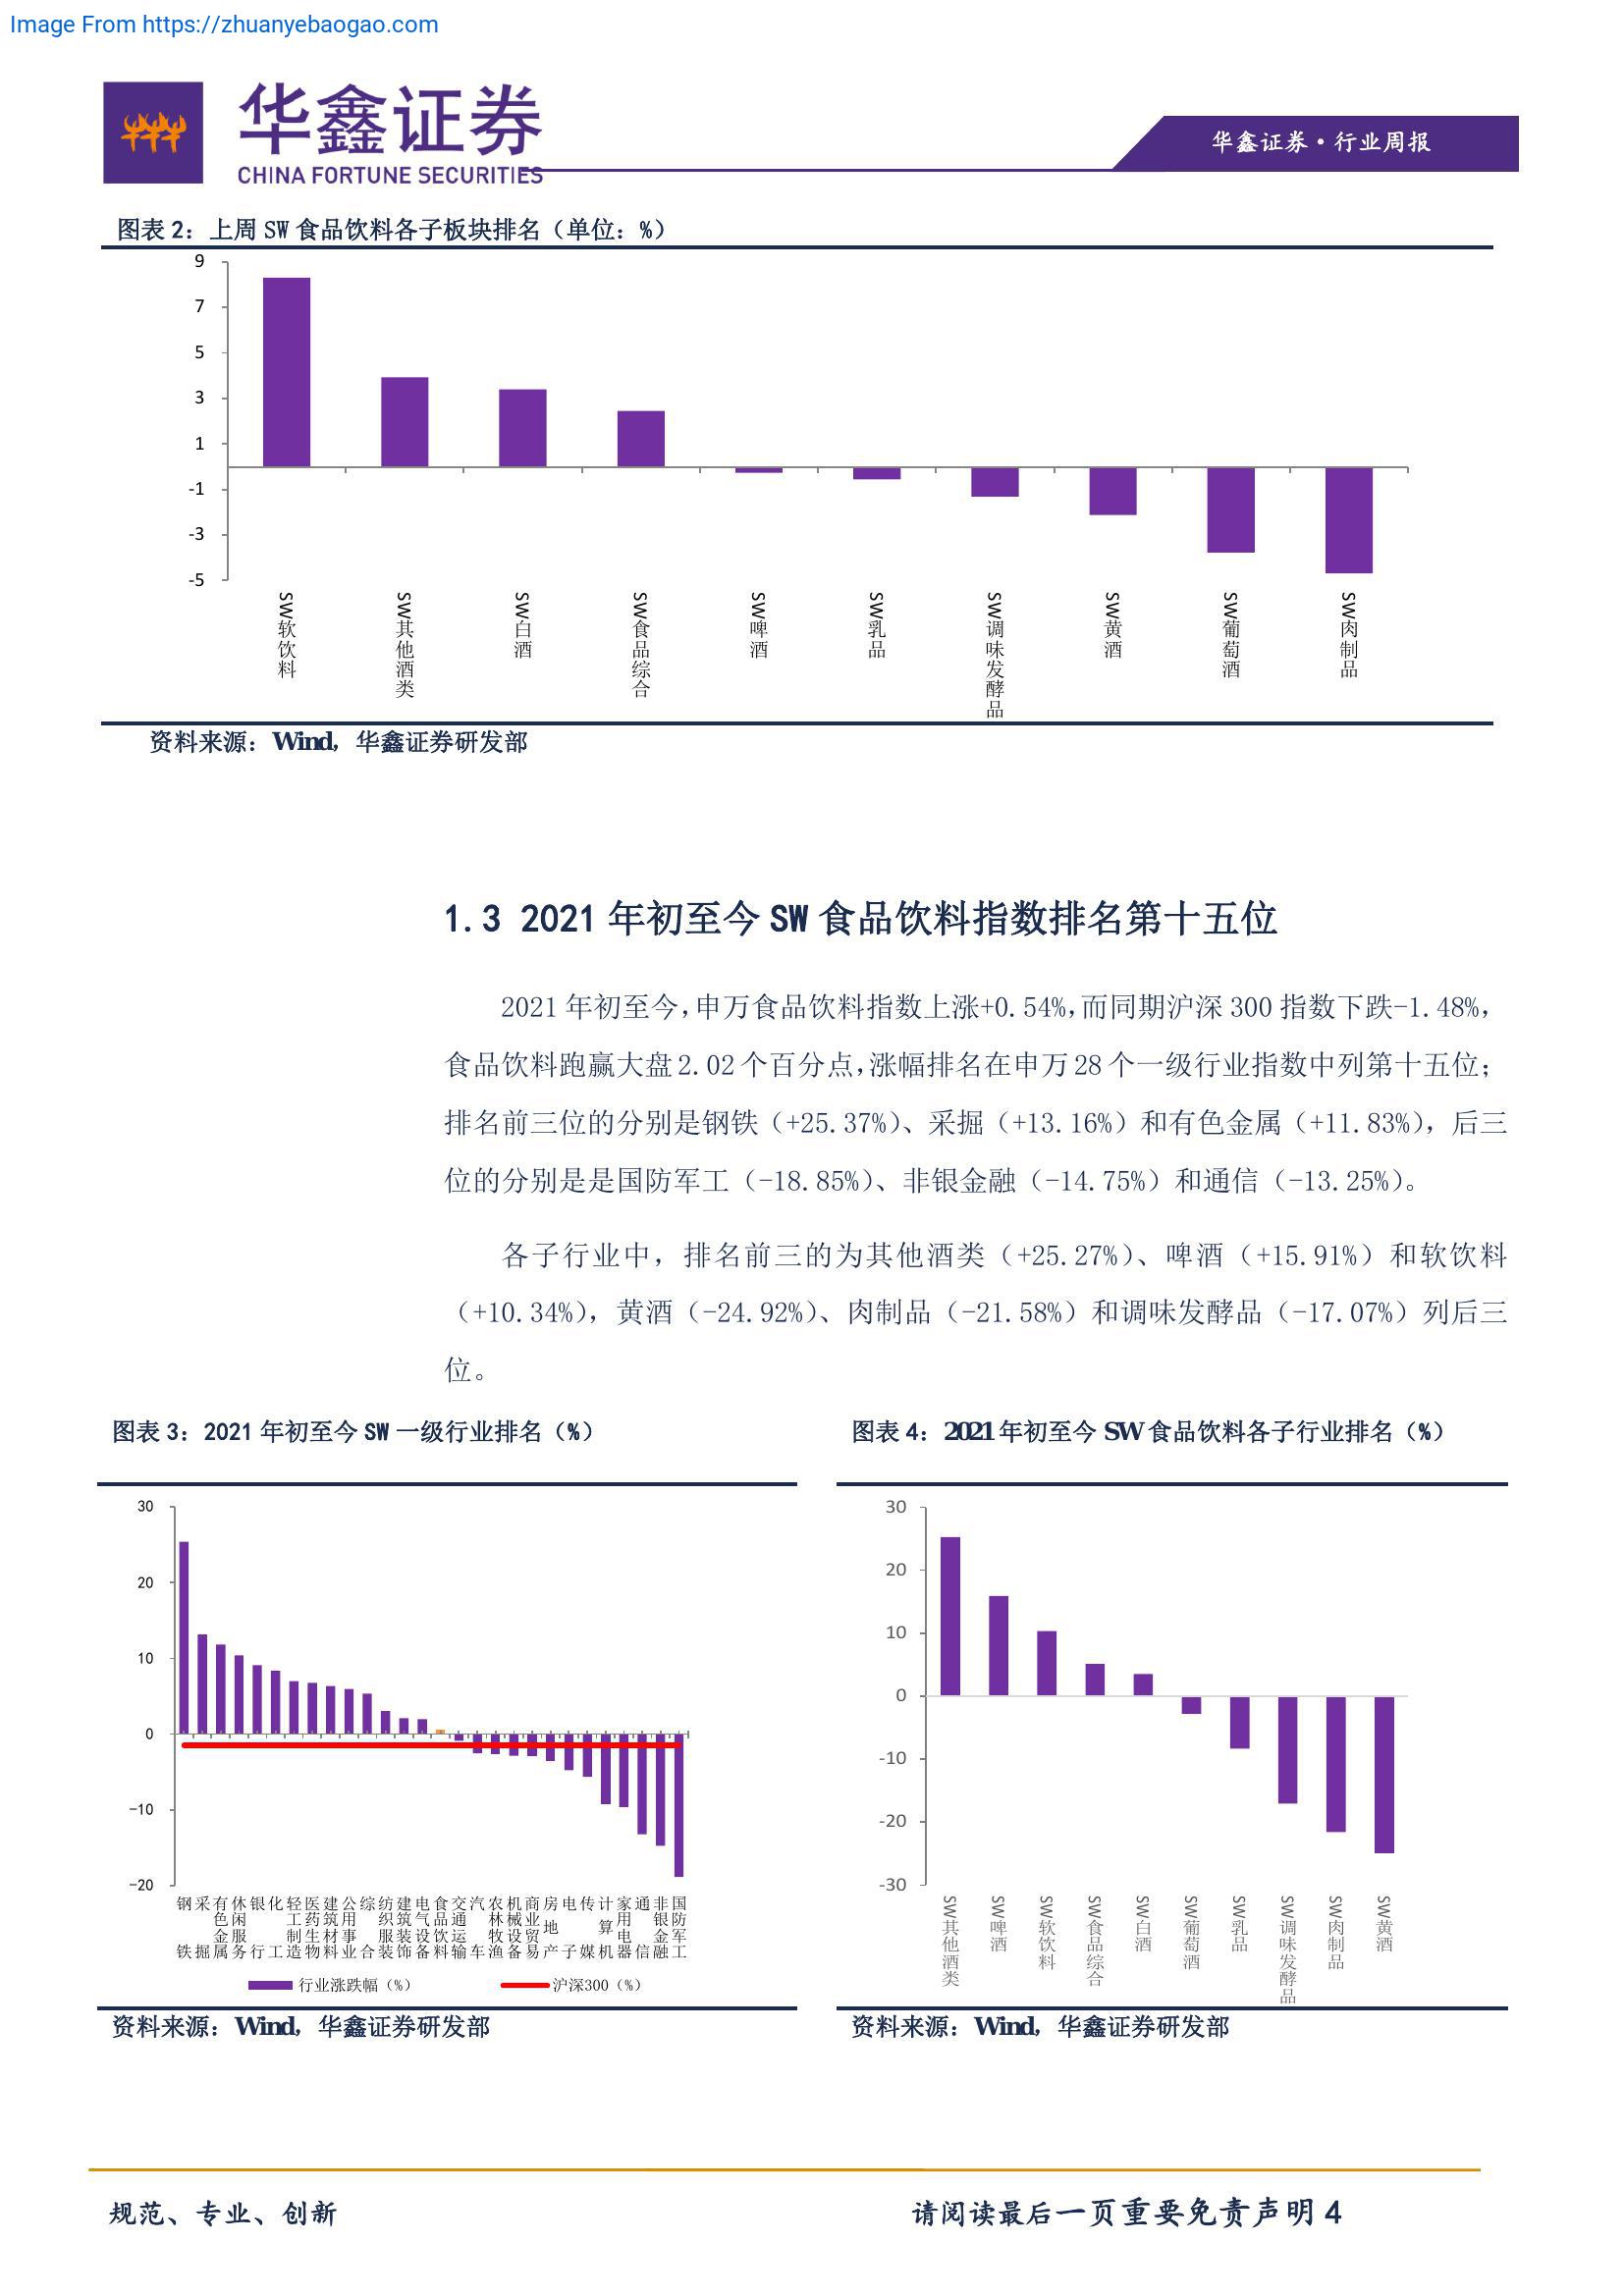 Image From https://zhuanyebaogao.com
华鑫证券
CHINA FORTUNE SECURITIES
华鑫证券·行业周报
图表 2：上周 SW 食品饮料各子板块排名（单位：%）
9
7
5
3
1
-1
-3
-5
SW软饮料
SW其他酒类
SW白酒
SW食品综合
SW啤酒
SW乳品
SW调味发酵品
SW黄酒
SW葡萄酒
SW肉制品
资料来源：Wind，华鑫证券研发部
1.3 2021 年初至今 SW 食品饮料指数排名第十五位
2021 年初至今，申万食品饮料指数上涨+0.54%，而同期沪深 300 指数下跌-1.48%，
食品饮料跑赢大盘 2.02 个百分点，涨幅排名在申万 28 个一级行业指数中列第十五位；
排名前三位的分别是钢铁（+25.37%）、采掘（+13.16%）和有色金属（+11.83%），后三
位的分别是是国防军工（-18.85%）、非银金融（-14.75%）和通信（-13.25%）。
各子行业中，排名前三的为其他酒类（+25.27%）、啤酒（+15.91%）和软饮料
（+10.34%），黄酒（-24.92%）、肉制品（-21.58%）和调味发酵品（-17.07%）列后三
位。
图表 3：2021 年初至今 SW 一级行业排名（%）
30
20
10
0
-10
-20
钢铁
采掘
有色金属
休闲服务
银行
化工
轻工制造
医药生物
建筑材料
公用事业
综合
纺织服装
建筑装饰
电气设备
食品饮料
交通运输
汽车
农林牧渔
机械设备
商业贸易
房地产
电子
传媒
计算机
家用电器
通信
非银金融
国防军工
行业涨跌幅（%）
沪深300（%）
资料来源：Wind，华鑫证券研发部
图表 4：2021 年初至今 SW 食品饮料各子行业排名（%）
30
20
10
0
-10
-20
-30
SW其他酒类
SW啤酒
SW软饮料
SW食品综合
SW白酒
SW葡萄酒
SW乳品
SW调味发酵品
SW肉制品
SW黄酒
资料来源：Wind，华鑫证券研发部
规范、专业、创新
请阅读最后一页重要免责声明 4